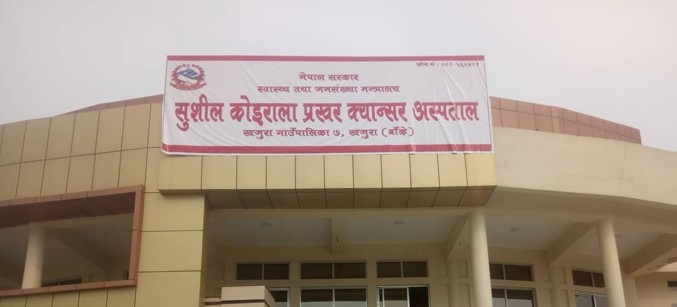 नेपाल सरकार
स्वास्थ्य तथा जनसंख्या मन्त्रालय
सुशील कोइराला प्रखर क्यान्सर अस्पताल
खजुरा गाउँपालिका ७, खजुरा (बाँके)